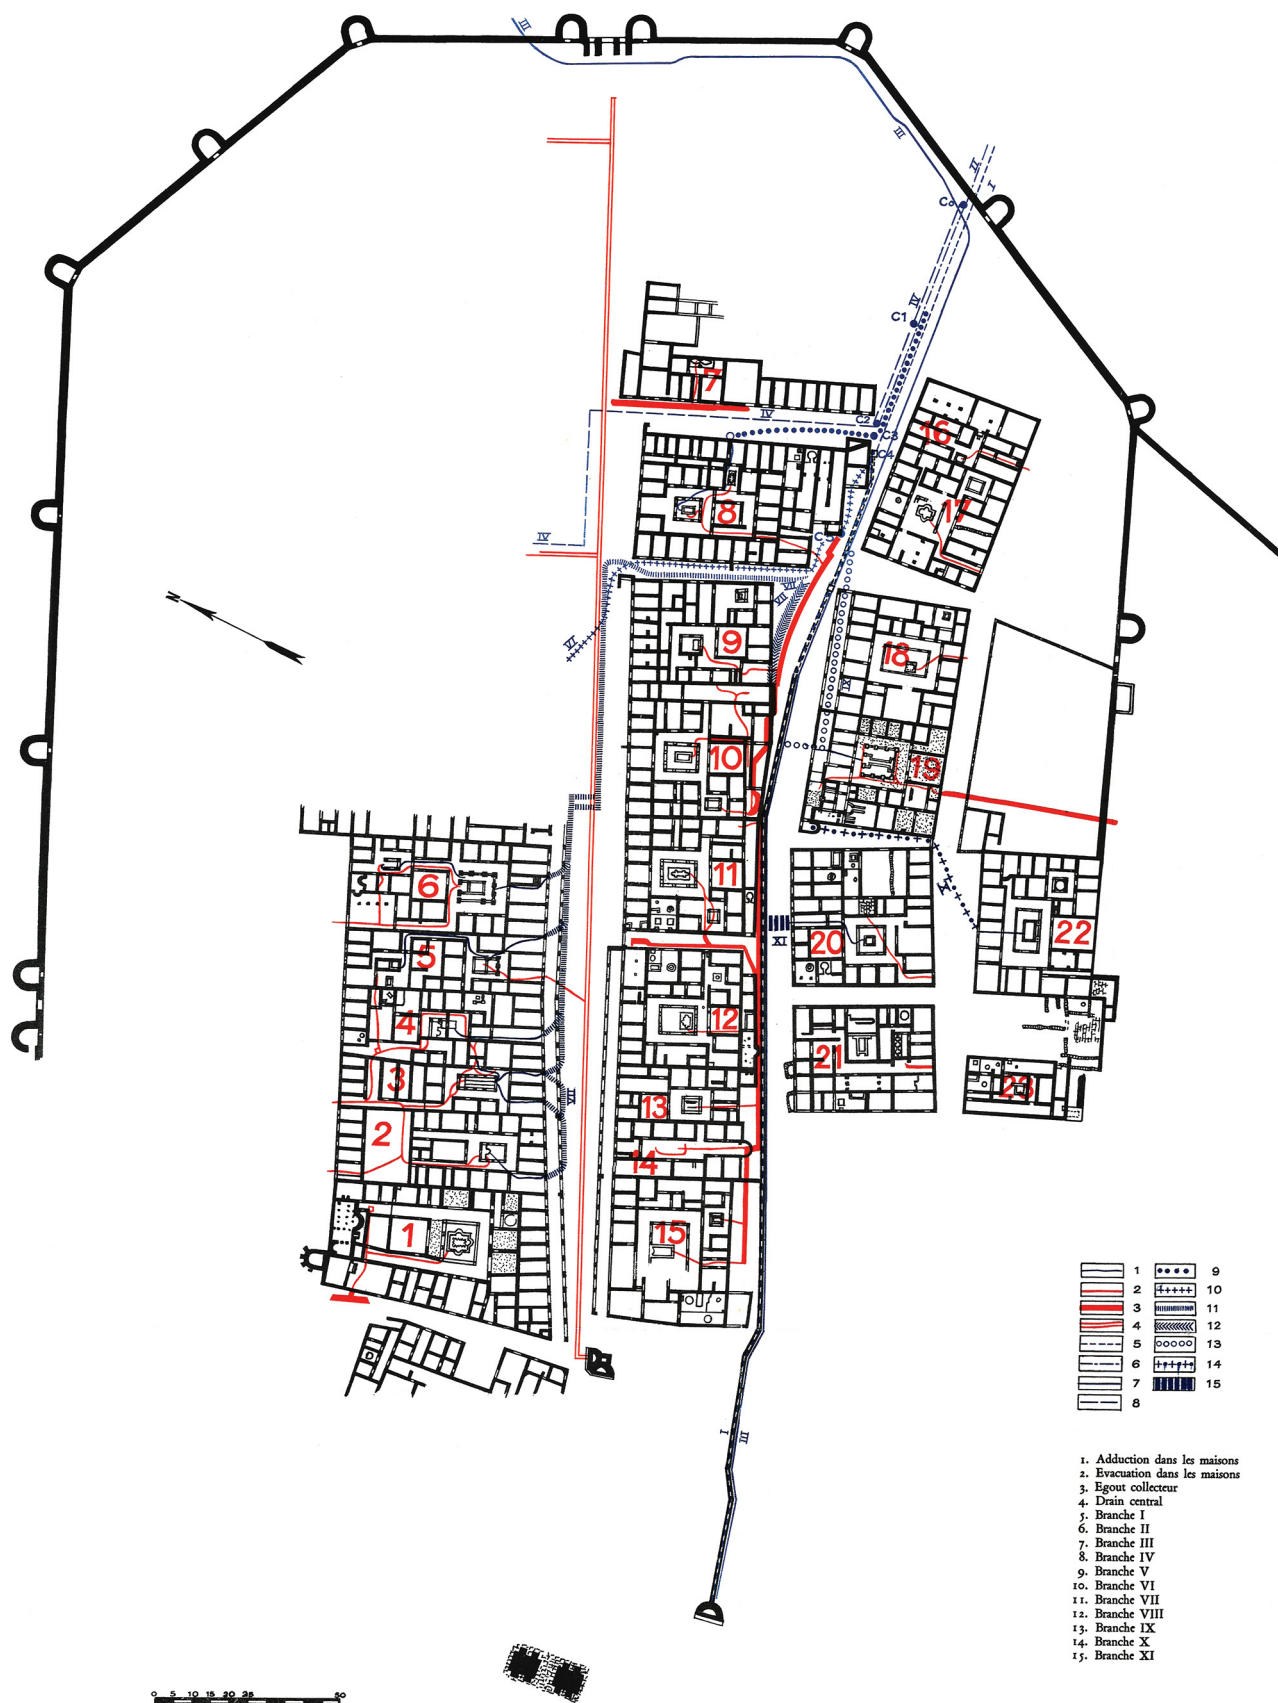 III
III
II
I
Co
IV
C1
7
IV
C2
C3
C4
16
8
17
C5
IV
VII
VII
VI
9
18
IX
10
19
6
11
X
5
XI
20
22
4
12
21
3
VII
13
23
2
14
1
15
N
I
III
1
2
3
4
5
6
7
8
9
10
11
12
13
14
15
1. Adduction dans les maisons
2. Evacuation dans les maisons
3. Egout collecteur
4. Drain central
5. Branche I
6. Branche II
7. Branche III
8. Branche IV
9. Branche V
10. Branche VI
11. Branche VII
12. Branche VIII
13. Branche IX
14. Branche X
15. Branche XI
0 5 10 15 20 25 50